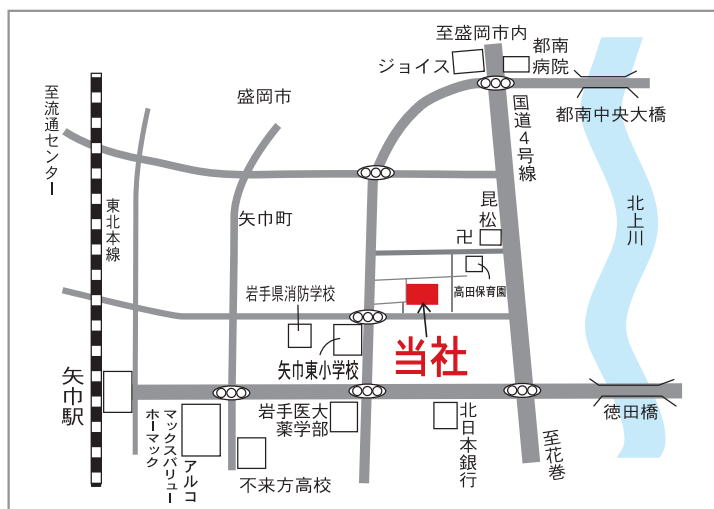 至盛岡市内
ジョイス
都南
病院
至流通センター
盛岡市
国道4号線
都南中央大橋
東北本線
矢巾町
昆松
卍
北上川
岩手県消防学校
高田保育園
当社
矢巾東小学校
矢巾駅
ホーマック
マックスバリュー
アルコ
岩手医大
薬学部
北日本銀行
徳田橋
不来方高校
至花巻